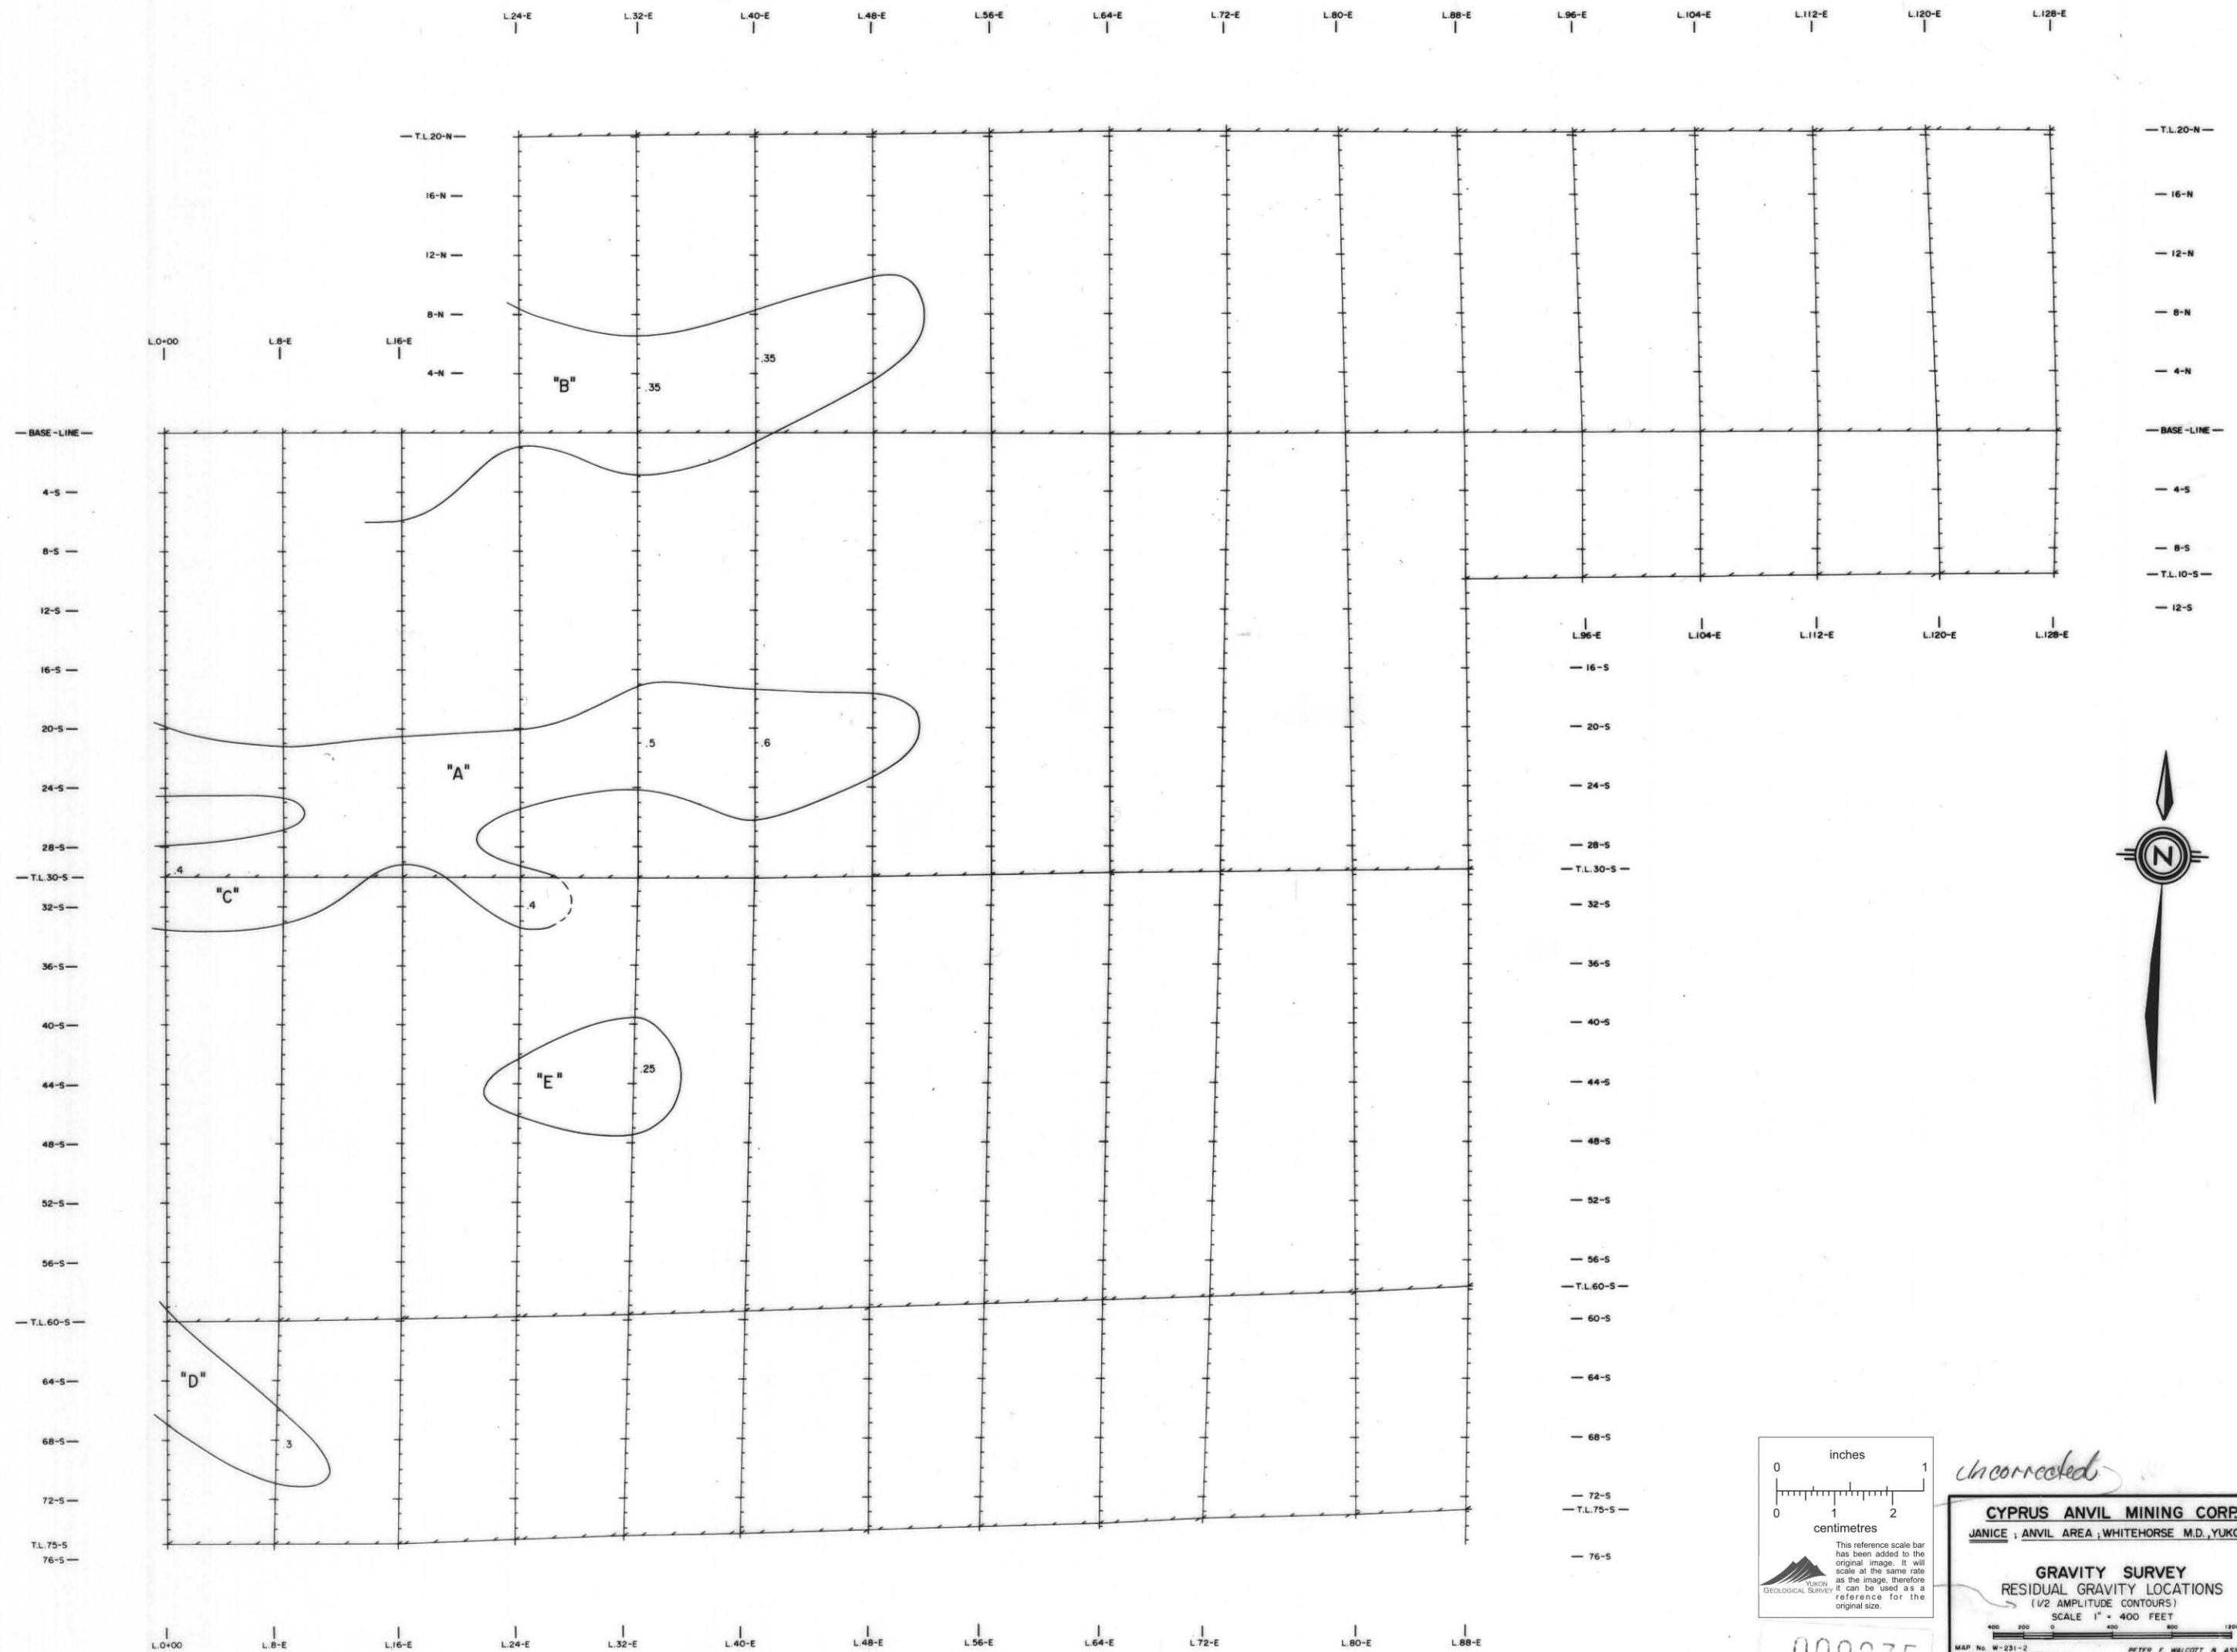 L.24-E L.32-E L.40-E L.48-E L.56-E L.64-E L.72-E L.80-E L.88-E L.96-E L.104-E L.112-E L.120-E L.128-E
T.L.20-N T.L.20-N
16-N 16-N
12-N 12-N
8-N 8-N
L.0+00 L.8-E L.16-E
.35
4-N "B" .35 4-N
BASE-LINE BASE-LINE
4-S 4-S
8-S 8-S
T.L.10-S
12-S 12-S
L.96-E L.104-E L.112-E L.120-E L.128-E
16-S 16-S
20-S 20-S
.5 .6
"A"
24-S 24-S
28-S 28-S
N
.4
T.L.30-S T.L.30-S
"C"
32-S .4 32-S
36-S 36-S
40-S 40-S
.25
"E"
44-S 44-S
48-S 48-S
52-S 52-S
56-S 56-S
T.L.60-S
T.L.60-S 60-S
"D"
64-S 64-S
68-S .3 68-S
72-S 72-S
T.L.75-S
T.L.75-S
76-S 76-S
L.0+00 L.8-E L.16-E L.24-E L.32-E L.40-E L.48-E L.56-E L.64-E L.72-E L.80-E L.88-E
inches
0 1
0 1 2
centimetres
This reference scale bar
has been added to the
original image. It will
scale at the same rate
as the image, therefore
it can be used as a
reference for the
original size.
YUKON
GEOLOGICAL SURVEY
Uncorrected
CYPRUS ANVIL MINING CORP.
JANICE ; ANVIL AREA ; WHITEHORSE M.D., YUKO
GRAVITY SURVEY
RESIDUAL GRAVITY LOCATIONS
(1/2 AMPLITUDE CONTOURS)
SCALE 1" = 400 FEET
400 200 0 400 800
MAP No. W-231-2 PETER E. WALCOTT &